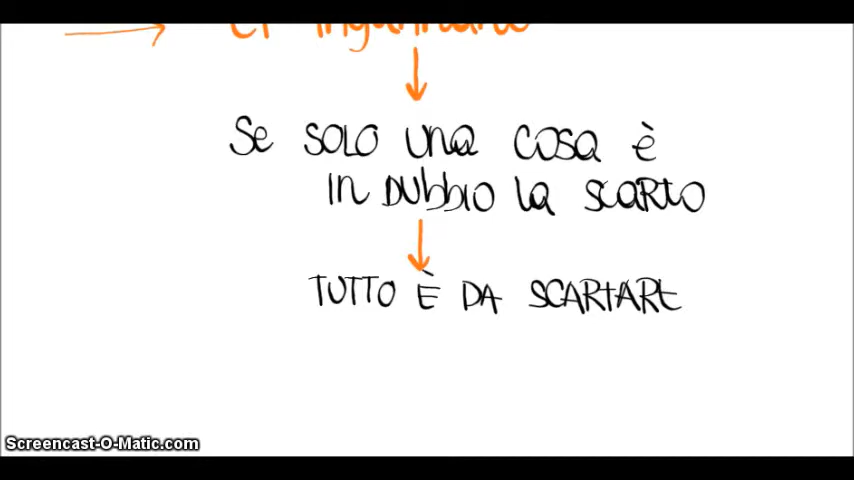 Se SOLO UNA COSA È
IN DUBBIO LA SCARTO
TUTTO È DA SCARTARE
Screencast-O-Matic.com